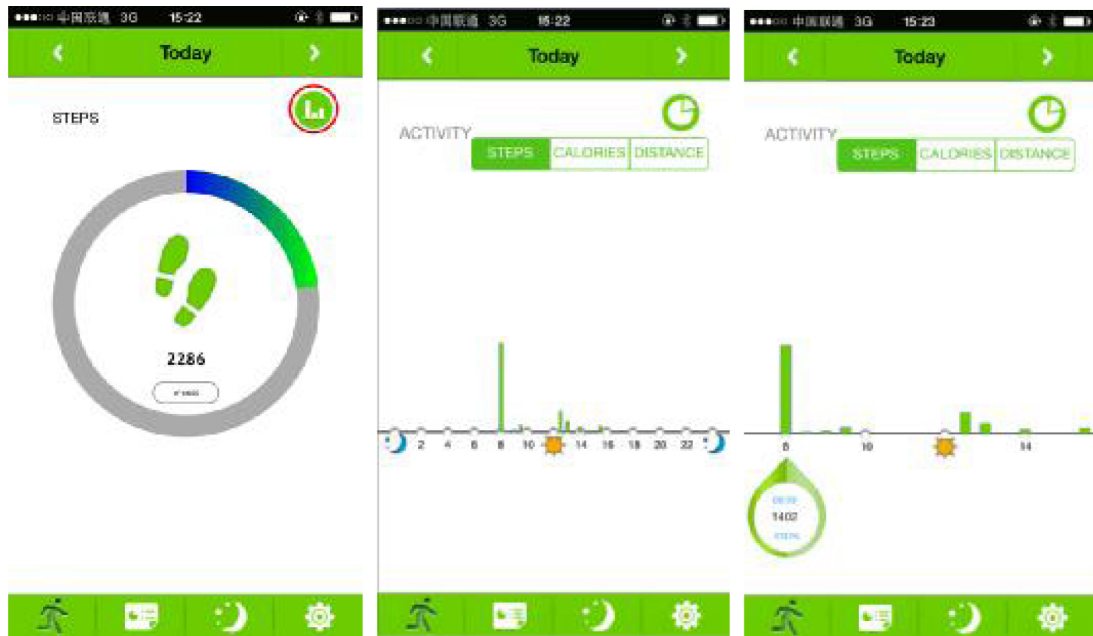 中国联通 3G 15:22
Today
STEPS
2286
中国联通 3G 15:22
Today
ACTIVITY
STEPS CALORIES DISTANCE
2 4 6 8 10 14 16 18 20 22
中国联通 3G 15:23
Today
ACTIVITY
STEPS CALORIES DISTANCE
8 10 14
1402